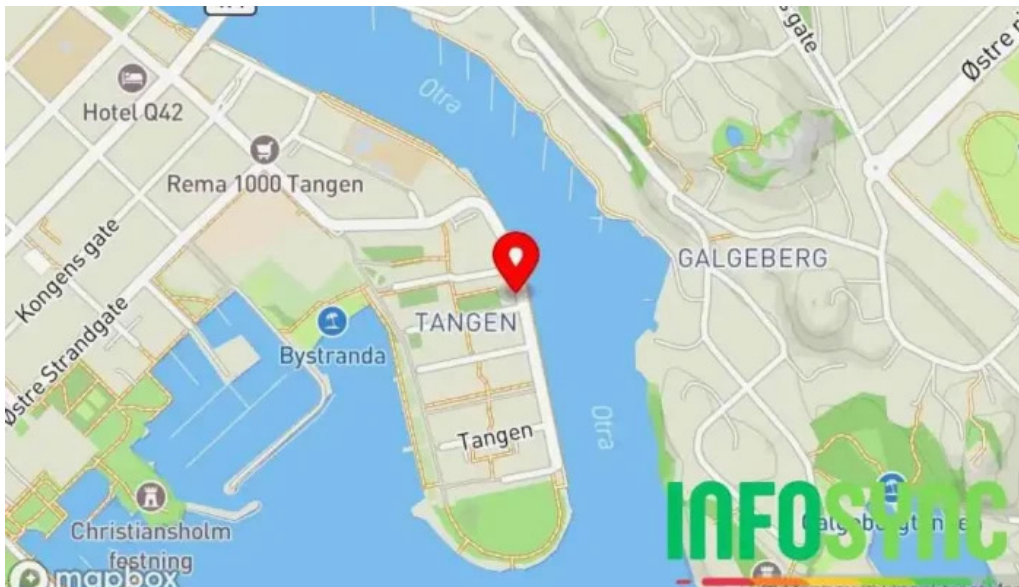 s gate
Østre
Otra
Hotel Q42
Rema 1000 Tangen
Kongens gate
GALGEBERG
TANGEN
Bystranda
Østre Strandgate
Otra
Tangen
INFOSYNC
Christiansholm
festning
mapbox